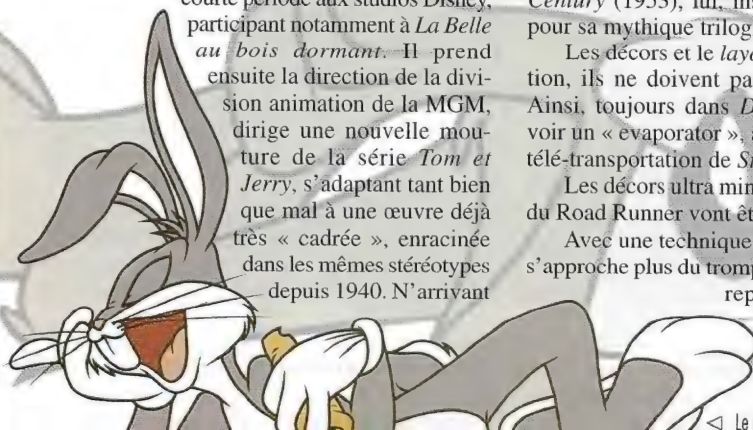 courte période aux studios Disney,
participant notamment à La Belle
au bois dormant. Il prend
ensuite la direction de la divi-
sion animation de la MGM,
dirige une nouvelle mou-
ture de la série Tom et
Jerry, s'adaptant tant bien
que mal à une œuvre déjà
très « cadrée », enracinée
dans les mêmes stéréotypes
depuis 1940. N'arrivant
Century (1953), lui,
pour sa mythique trilog
Les décors et le laye
tion, ils ne doivent pa
Ainsi, toujours dans D
voir un « evaporator »,
télé-transportation de S
Les décors ultra min
du Road Runner vont êt
Avec une technique
s'approche plus du tromp
rep
◁ Le